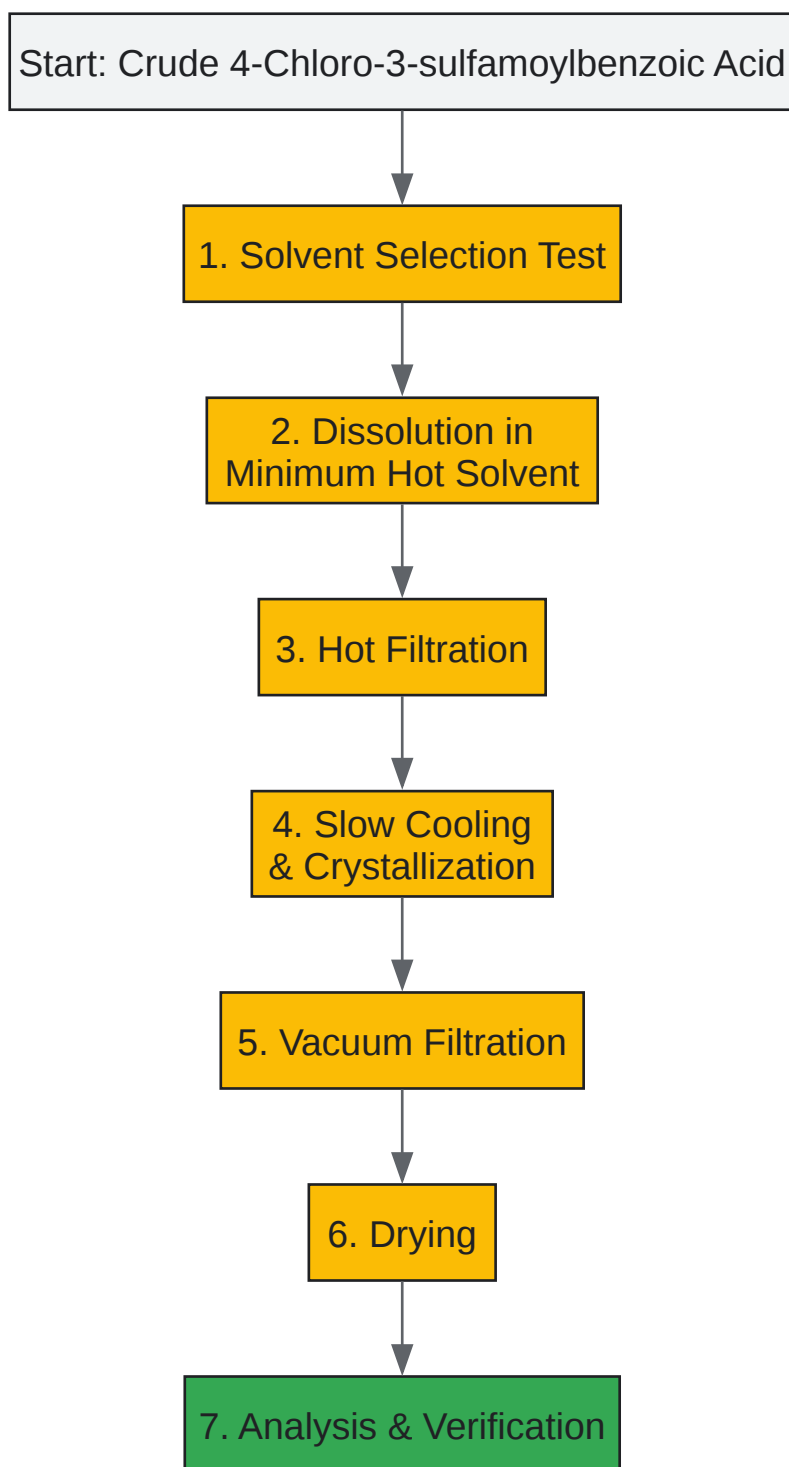 Start: Crude 4-Chloro-3-sulfamoylbenzoic Acid
1. Solvent Selection Test
2. Dissolution in
Minimum Hot Solvent
3. Hot Filtration
4. Slow Cooling
& Crystallization
5. Vacuum Filtration
6. Drying
7. Analysis & Verification